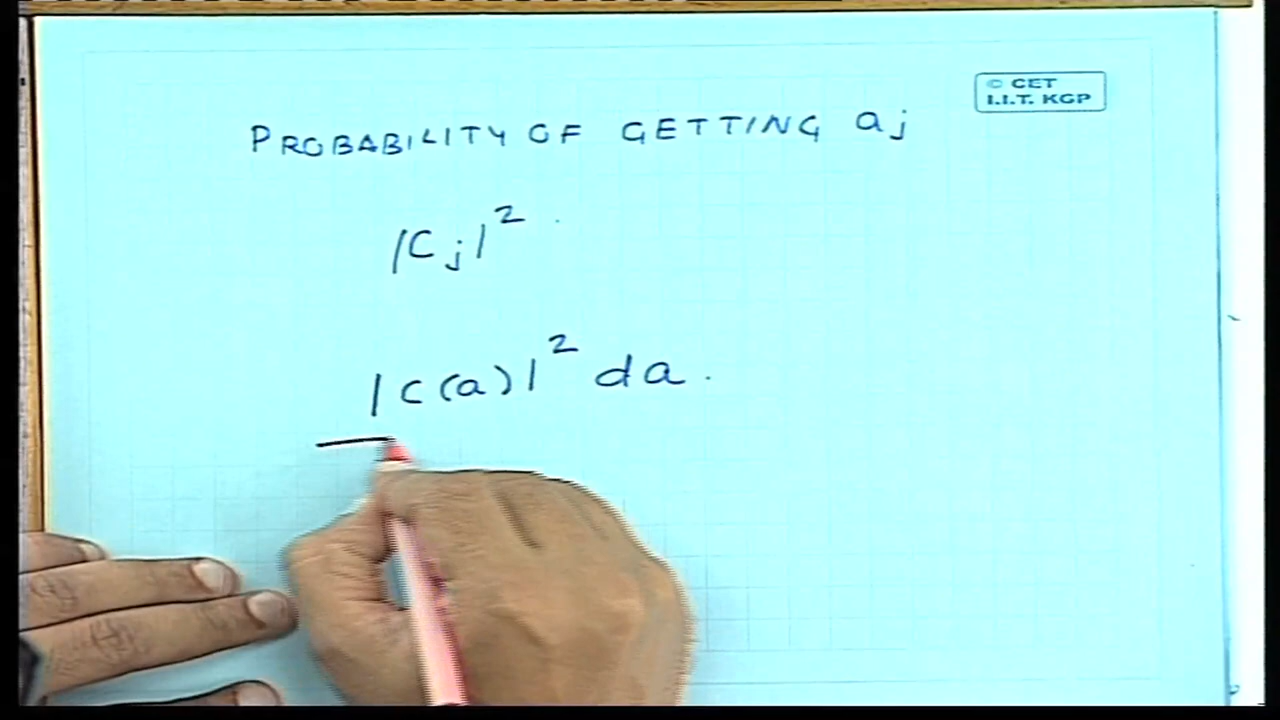 © CET
I.I.T. KGP
PROBABILITY OF GETTING aj
|Cj|²
|C(a)|² da.